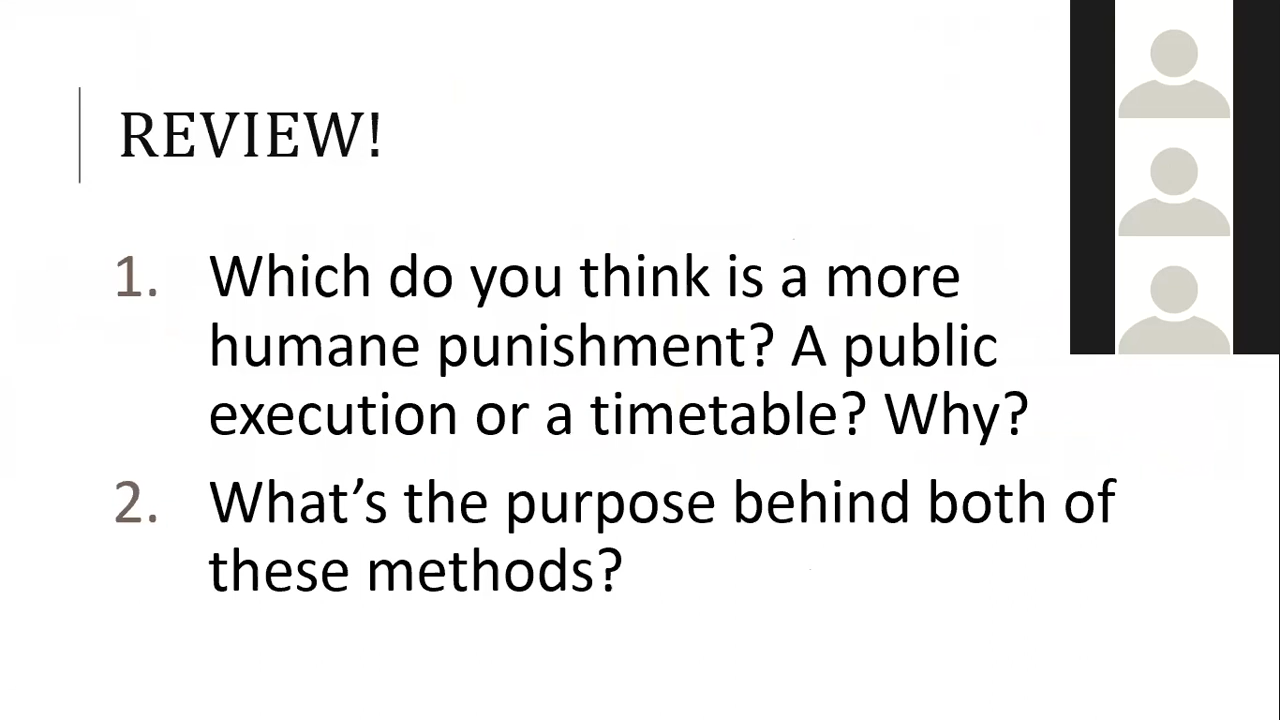 REVIEW!
1. Which do you think is a more
humane punishment? A public
execution or a timetable? Why?
2. What’s the purpose behind both of
these methods?